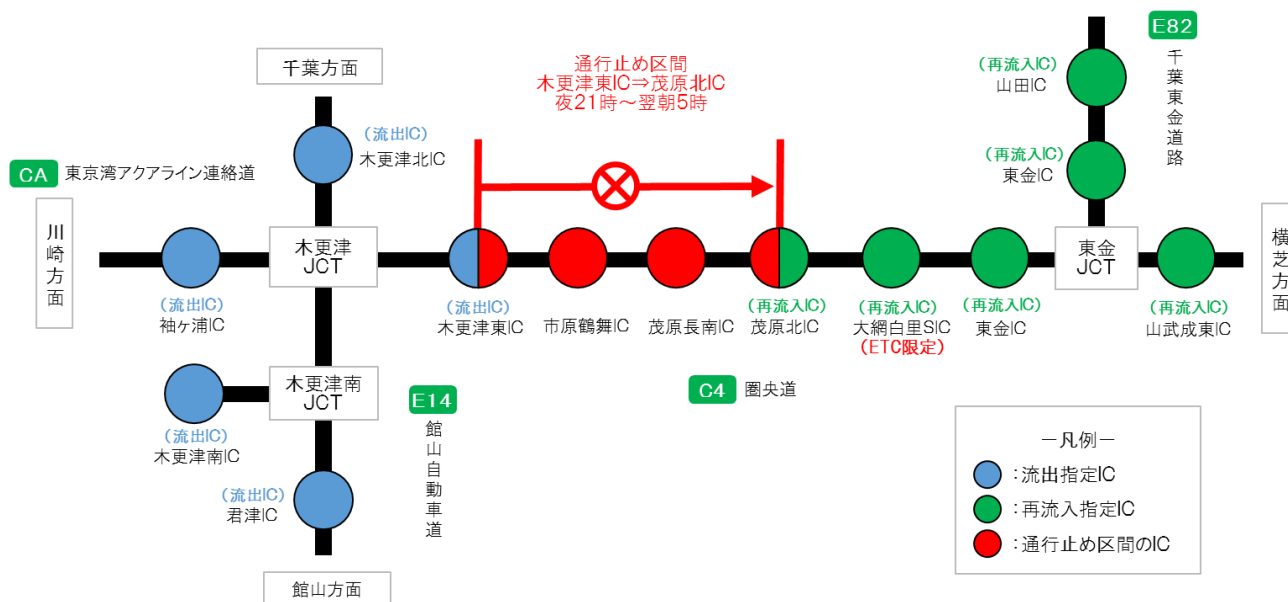 通行止め区間
木更津東IC⇒茂原北IC
夜21時～翌朝5時
千葉方面
(流出IC)
木更津北IC
CA 東京湾アクアライン連絡道
川崎方面
(流出IC)
袖ヶ浦IC
木更津
JCT
(流出IC)
木更津東IC
市原鶴舞IC
茂原長南IC
(再流入IC)
茂原北IC
(再流入IC)
大網白里SIC
(ETC限定)
(再流入IC)
東金IC
東金
JCT
(再流入IC)
山武成東IC
横芝方面
E82
千葉東金道路
(再流入IC)
山田IC
(再流入IC)
東金IC
木更津南
JCT
(流出IC)
木更津南IC
(流出IC)
君津IC
館山方面
E14
館山自動車道
C4 圏央道
－凡例－
：流出指定IC
：再流入指定IC
：通行止め区間のIC